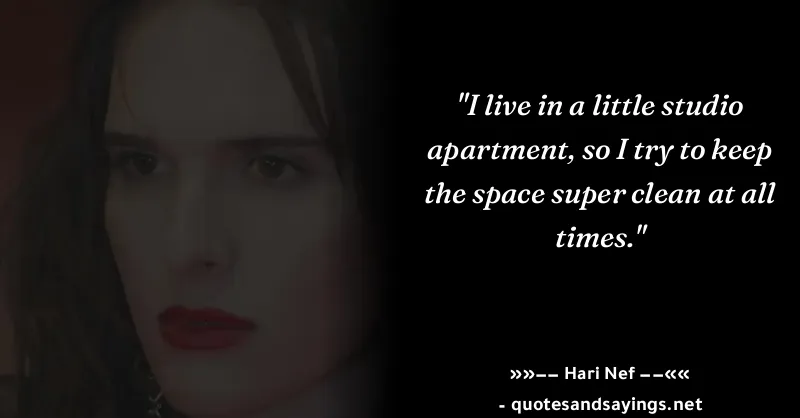 "I live in a little studio
apartment, so I try to keep
the space super clean at all
times."
»»–– Hari Nef ––««
- quotesandsayings.net